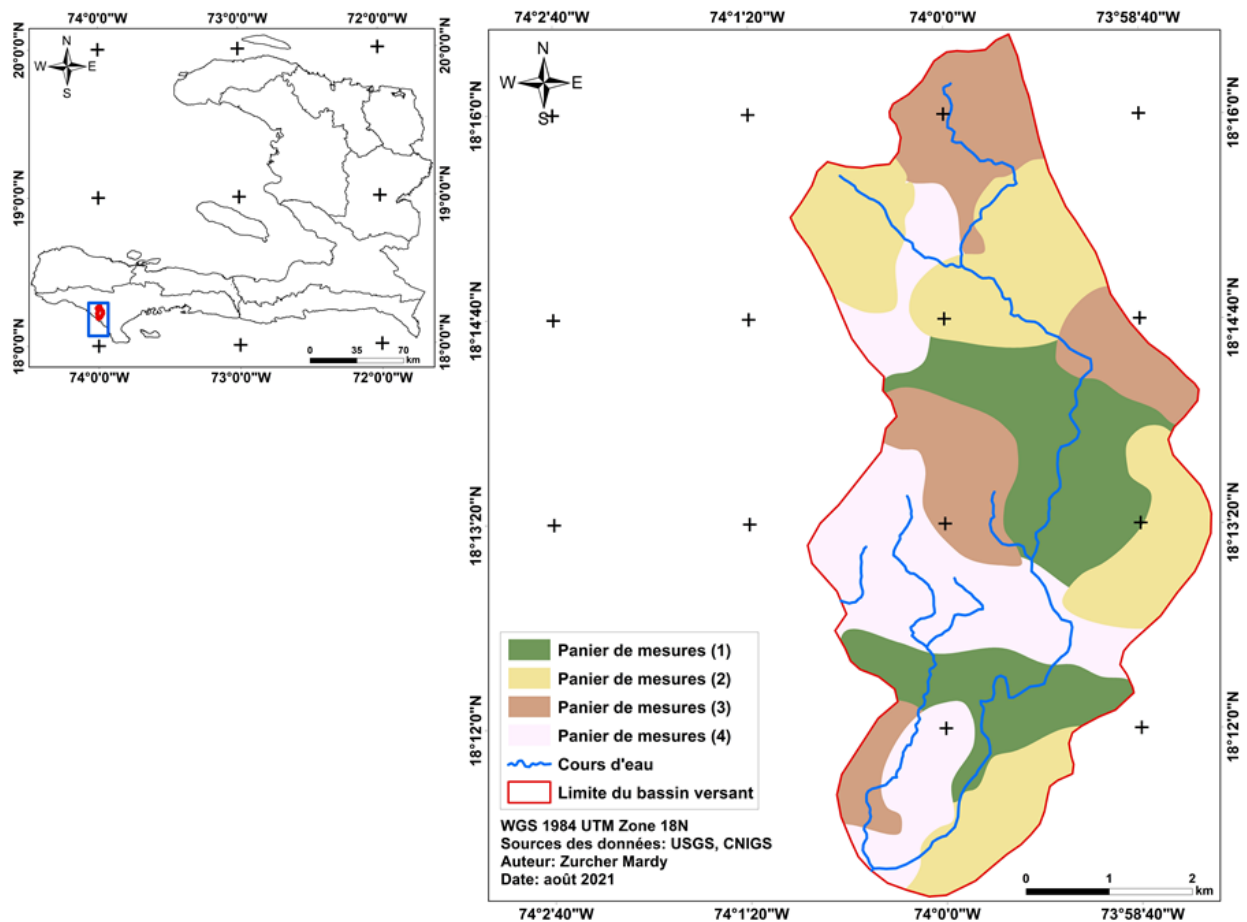 74°0'0"W 73°0'0"W 72°0'0"W
20°0'0"N
19°0'0"N
18°0'0"N
20°0'0"N
19°0'0"N
18°0'0"N
N
W E
S
0 35 70
km
74°0'0"W 73°0'0"W 72°0'0"W
74°2'40"W 74°1'20"W 74°0'0"W 73°58'40"W
N
W E
S
18°16'0"N
18°14'40"N
18°13'20"N
18°12'0"N
18°16'0"N
18°14'40"N
18°13'20"N
18°12'0"N
Panier de mesures (1)
Panier de mesures (2)
Panier de mesures (3)
Panier de mesures (4)
Cours d'eau
Limite du bassin versant
WGS 1984 UTM Zone 18N
Sources des données: USGS, CNIGS
Auteur: Zurcher Mardy
Date: août 2021
0 1 2
km
74°2'40"W 74°1'20"W 74°0'0"W 73°58'40"W